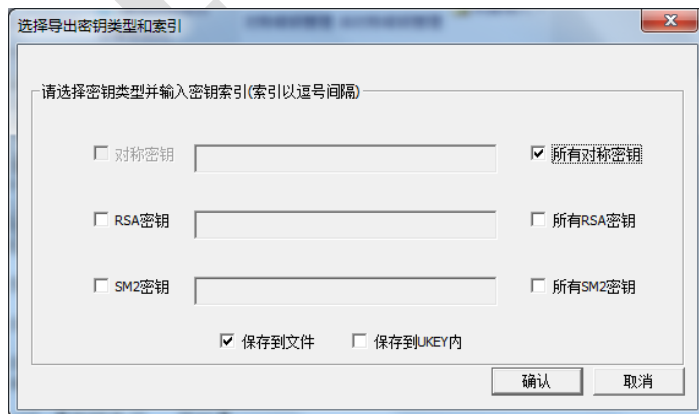 选择导出密钥类型和索引
请选择密钥类型并输入密钥索引(索引以逗号间隔)
对称密钥 所有对称密钥
RSA密钥 所有RSA密钥
SM2密钥 所有SM2密钥
保存到文件 保存到UKEY内
确认 取消